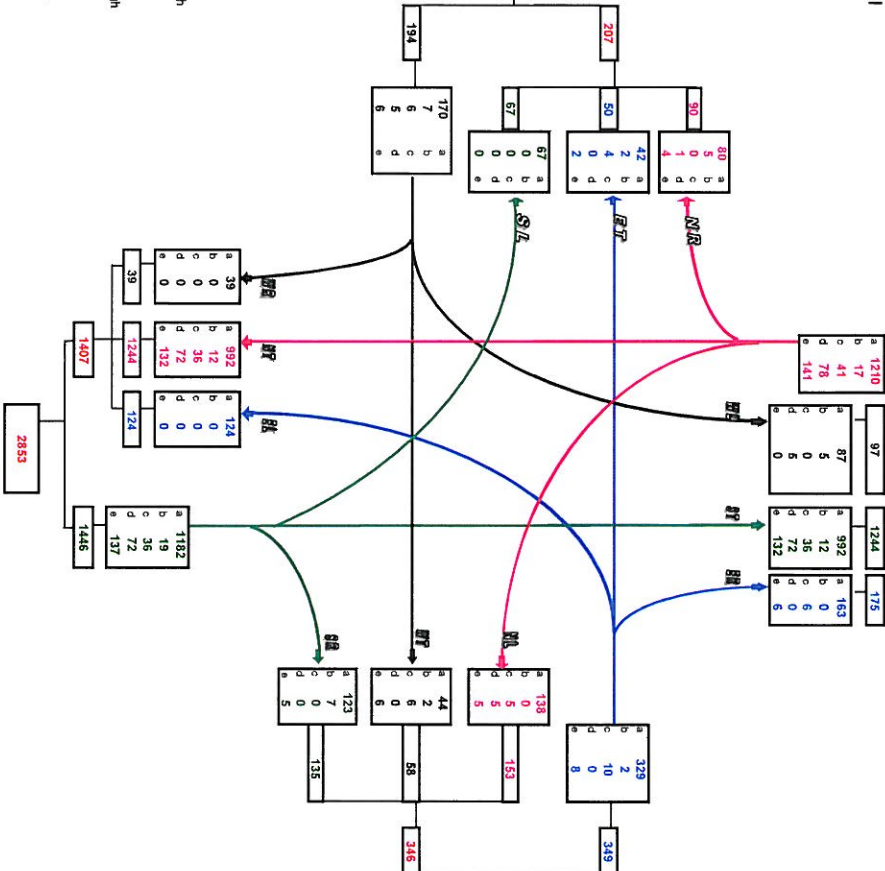 194
207
a 170
b 7
c 6
d 5
e 6
67
50
90
a 67
b 0
c 0
d 0
e 0
a 42
b 2
c 4
d 0
e 2
a 80
b 5
c 0
d 1
e 4
S L
E T
N R
a 1210
b 17
c 41
d 78
e 141
97
a 87
b 5
c 0
d 5
e 0
1244
a 992
b 12
c 36
d 72
e 132
175
a 163
b 0
c 6
d 0
e 6
a 39
b 0
c 0
d 0
e 0
39
a 992
b 12
c 36
d 72
e 132
1244
a 124
b 0
c 0
d 0
e 0
124
1407
2853
1446
a 1182
b 19
c 36
d 72
e 137
a 123
b 7
c 0
d 0
e 5
135
a 44
b 2
c 6
d 0
e 6
58
a 138
b 0
c 5
d 5
e 5
153
346
a 329
b 2
c 10
d 0
e 8
349